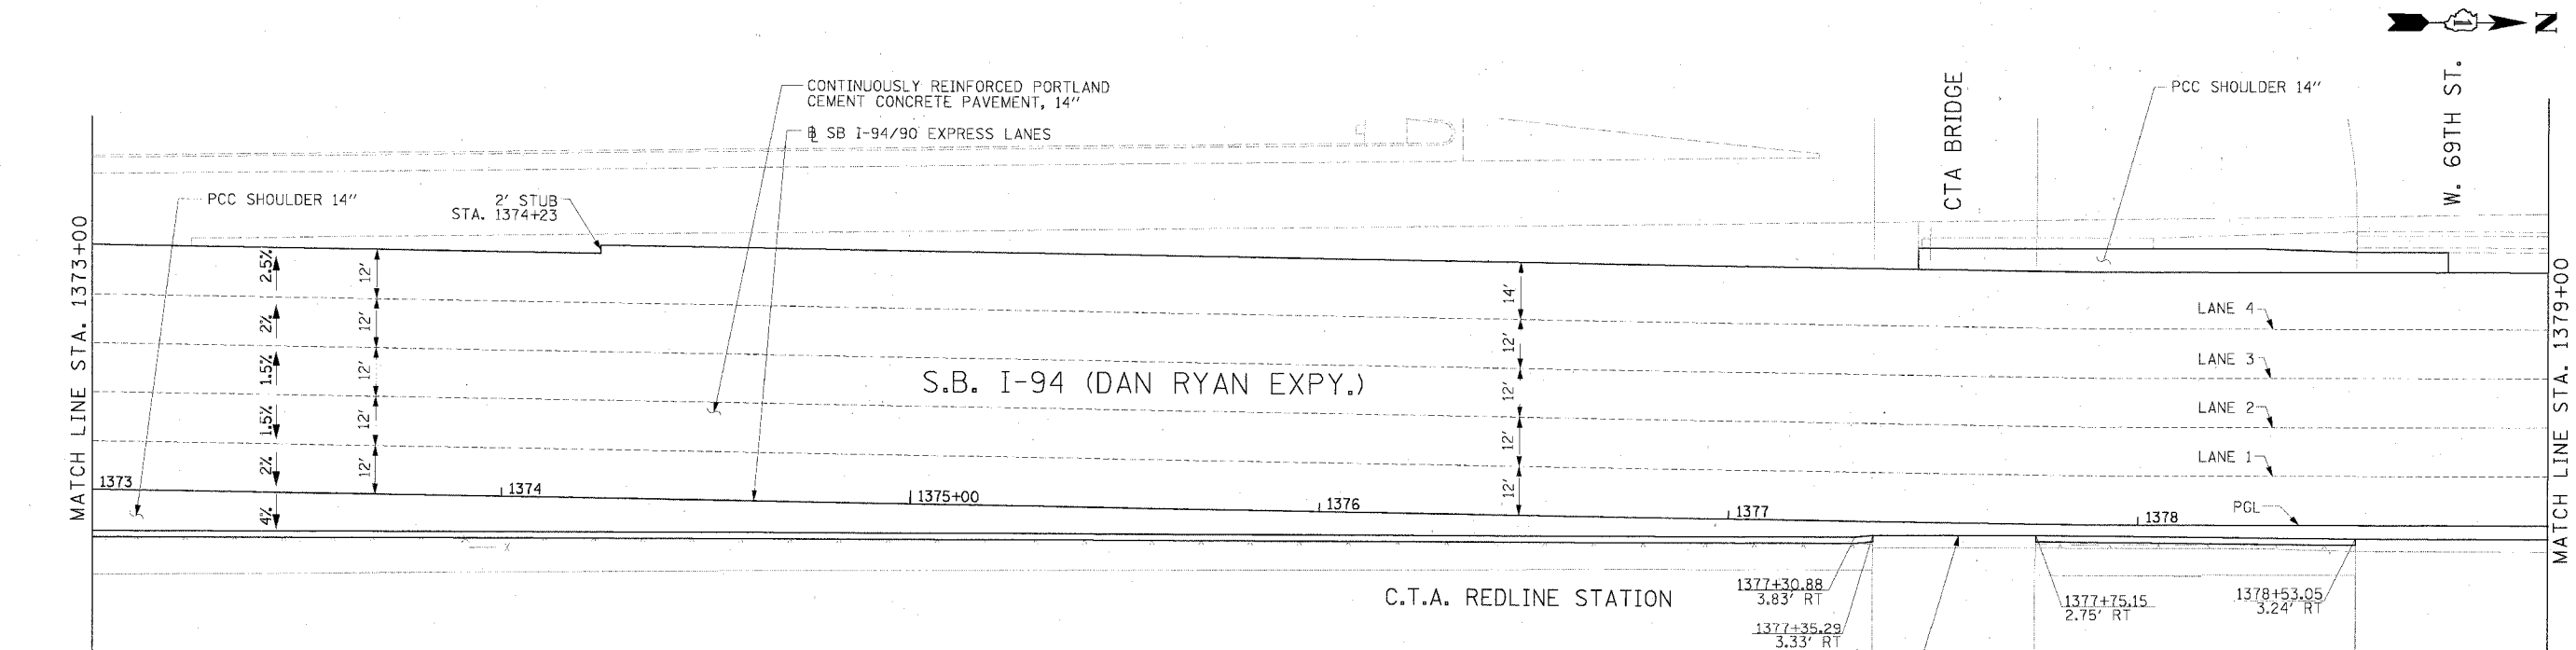 N
CONTINUOUSLY REINFORCED PORTLAND
CEMENT CONCRETE PAVEMENT, 14"
SB I-94/90 EXPRESS LANES
CTA BRIDGE
PCC SHOULDER 14"
W. 69TH ST.
PCC SHOULDER 14"
2' STUB
STA. 1374+23
MATCH LINE STA. 1373+00
2.5%
2%
1.5%
1.5%
2%
4%
12'
12'
12'
12'
12'
S.B. I-94 (DAN RYAN EXPY.)
14'
12'
12'
12'
12'
LANE 4
LANE 3
LANE 2
LANE 1
PGL
MATCH LINE STA. 1379+00
1373
1374
1375+00
1376
1377
1378
X
C.T.A. REDLINE STATION
1377+30.88
3.83' RT
1377+35.29
3.33' RT
1377+75.15
2.75' RT
1378+53.05
3.24' RT